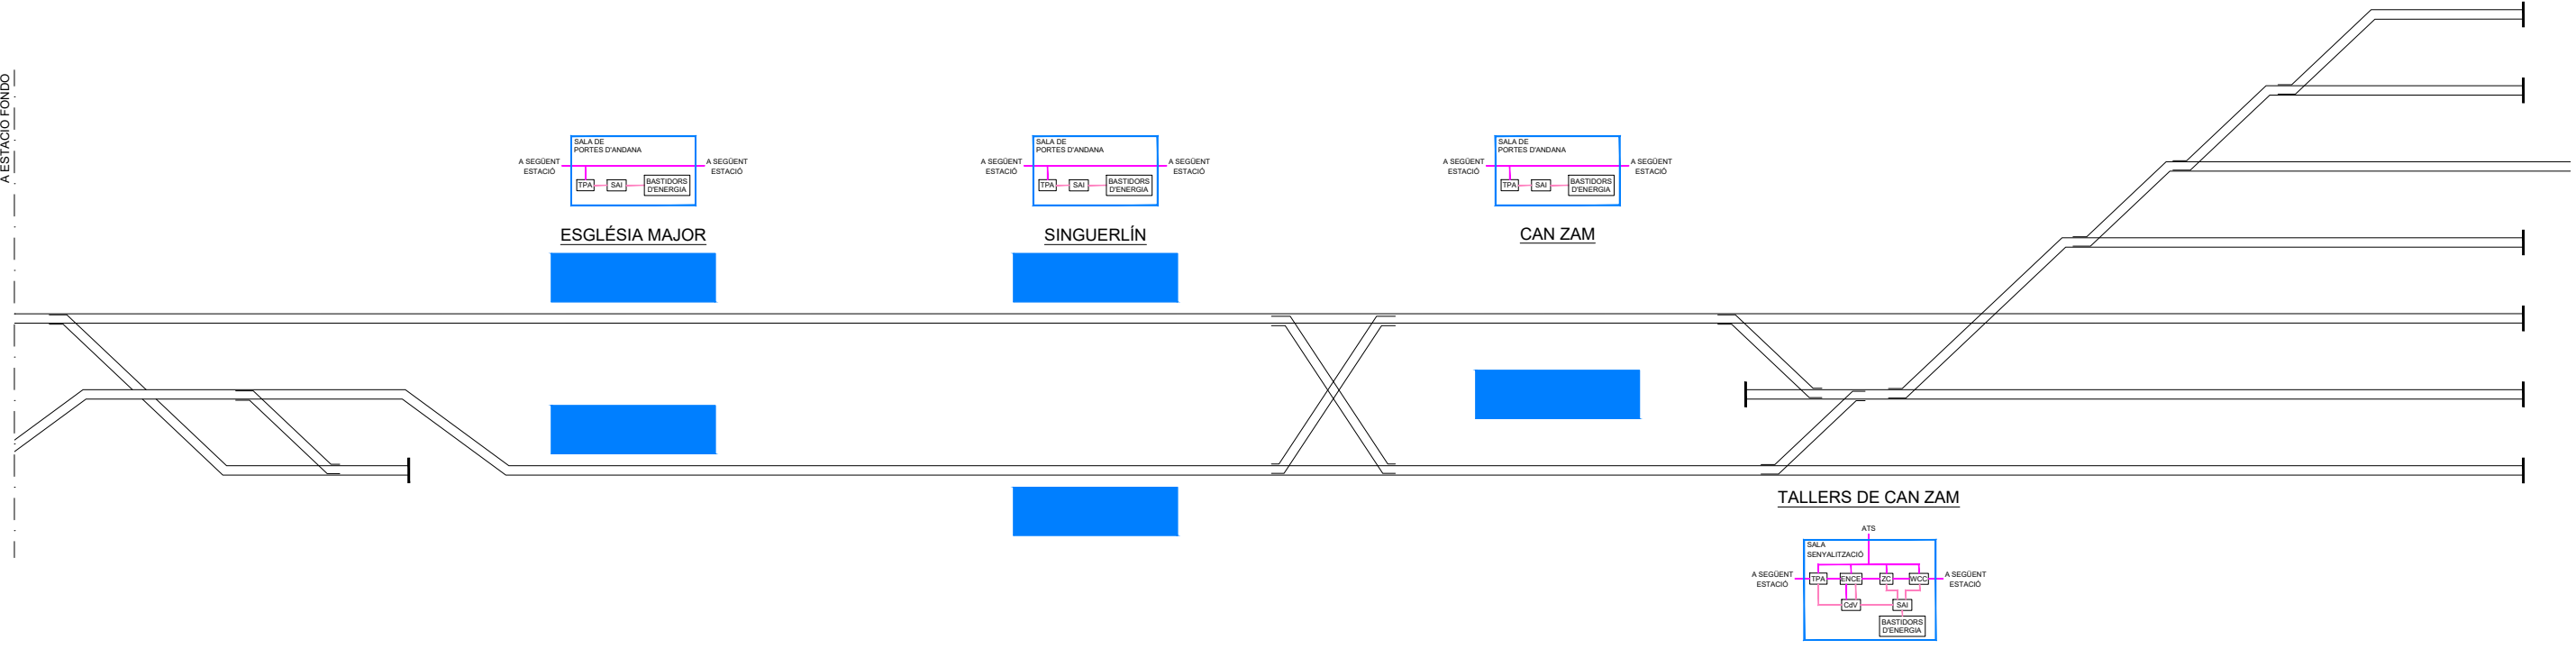 A ESTACIO FONDO
SALA DE
PORTES D'ANDANA
A SEGÜENT
ESTACIÓ
A SEGÜENT
ESTACIÓ
TPA
SAI
BASTIDORS
D'ENERGIA
ESGLÉSIA MAJOR
SALA DE
PORTES D'ANDANA
A SEGÜENT
ESTACIÓ
A SEGÜENT
ESTACIÓ
TPA
SAI
BASTIDORS
D'ENERGIA
SINGUERLÍN
SALA DE
PORTES D'ANDANA
A SEGÜENT
ESTACIÓ
A SEGÜENT
ESTACIÓ
TPA
SAI
BASTIDORS
D'ENERGIA
CAN ZAM
TALLERS DE CAN ZAM
ATS
SALA
SENYALITZACIÓ
A SEGÜENT
ESTACIÓ
TPA
ENCE
ZC
WCC
A SEGÜENT
ESTACIÓ
CdV
SAI
BASTIDORS
D'ENERGIA